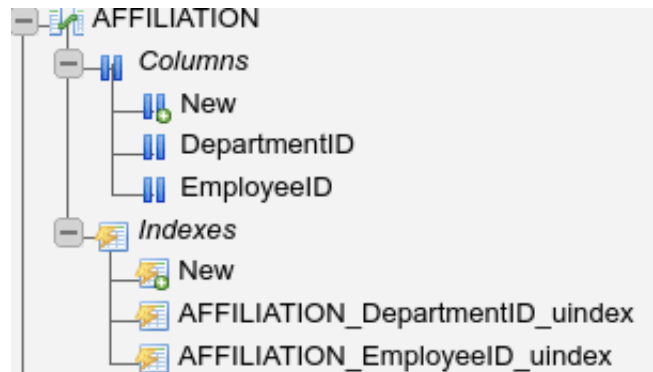 AFFILIATION
Columns
New
DepartmentID
EmployeeID
Indexes
New
AFFILIATION_DepartmentID_uindex
AFFILIATION_EmployeeID_uindex